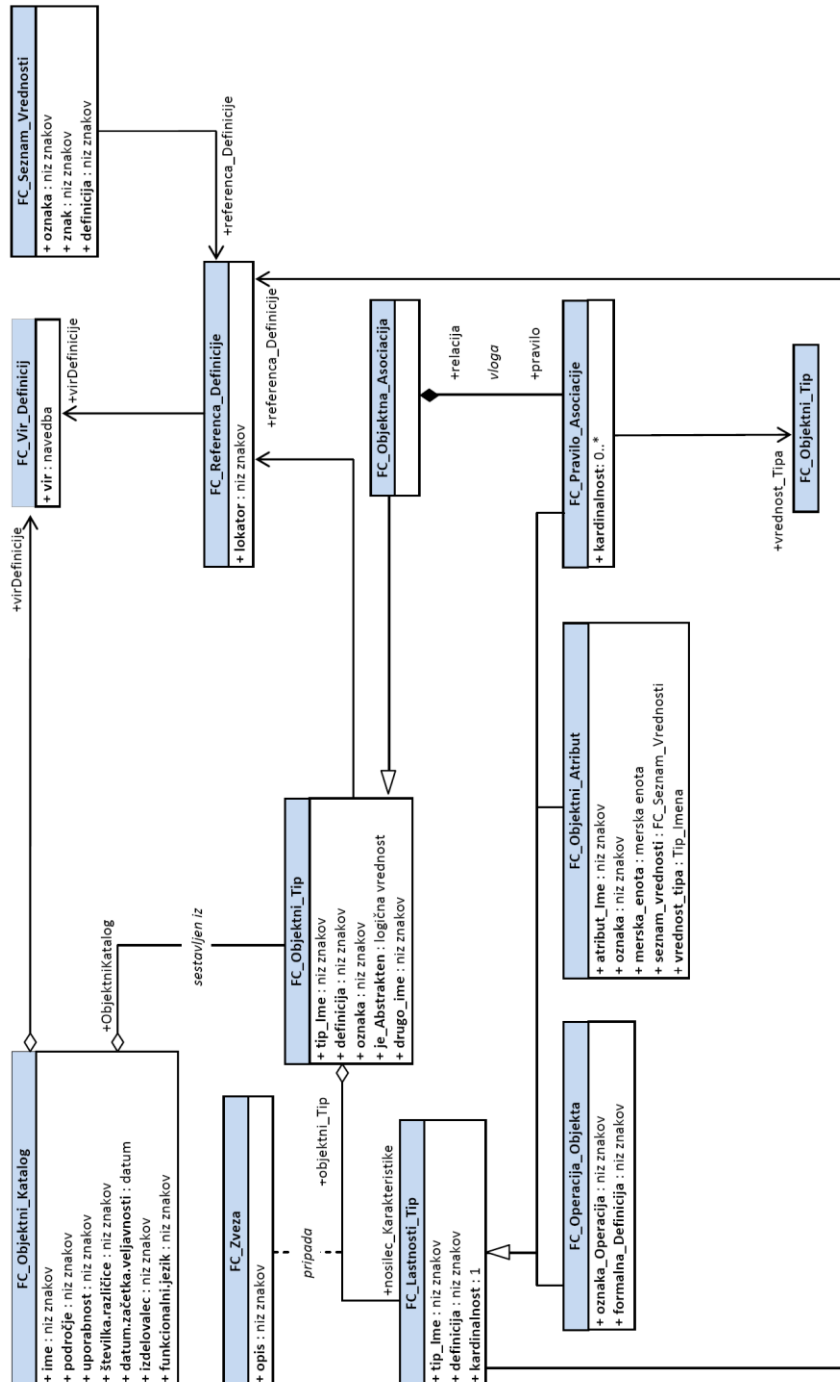 FC_Objektni_Katalog
+ ime : niz znakov
+ področje : niz znakov
+ uporabnost : niz znakov
+ številka.različice : niz znakov
+ datum.začetka.veljavnosti : datum
+ izdelovalec : niz znakov
+ funkcionalni.jezik : niz znakov
+virDefinicije
FC_Vir_Definicij
+ vir : navedba
+virDefinicije
FC_Seznam_Vrednosti
+ oznaka : niz znakov
+ znak : niz znakov
+ definicija : niz znakov
+referenca_Definicije
+ObjektniKatalog
sestavljen iz
FC_Referenca_Definicije
+ lokator : niz znakov
+referenca_Definicije
FC_Zveza
+ opis : niz znakov
pripada
FC_Objektni_Tip
+ tip_Ime : niz znakov
+ definicija : niz znakov
+ oznaka : niz znakov
+ je_Abstrakten : logična vrednost
+ drugo_ime : niz znakov
+objektni_Tip
+nosilec_Karakteristike
FC_Objektna_Asociacija
+relacija
vloga
+pravilo
FC_Lastnosti_Tip
+ tip_Ime : niz znakov
+ definicija : niz znakov
+ kardinalnost : 1
FC_Operacija_Objekta
+ oznaka_Operacija : niz znakov
+ formalna_Definicija : niz znakov
FC_Objektni_Atribut
+ atribut_Ime : niz znakov
+ oznaka : niz znakov
+ merska_enota : merska enota
+ seznam_vrednosti : FC_Seznam_Vrednosti
+ vrednost_tipa : Tip_Imena
FC_Pravilo_Asociacije
+ kardinalnost: 0..*
+vrednost_Tipa
FC_Objektni_Tip